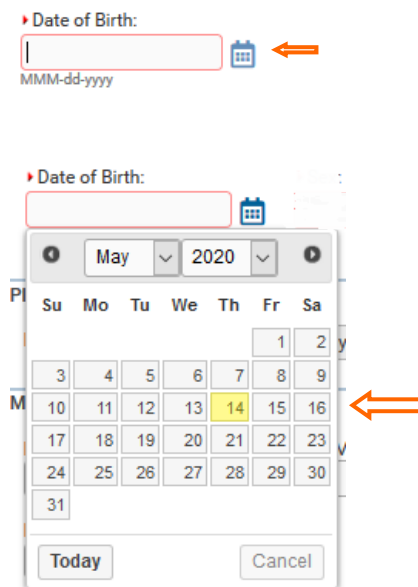 Date of Birth:
MMM-dd-yyyy
Date of Birth:
May 2020
Su Mo Tu We Th Fr Sa
1 2
3 4 5 6 7 8 9
10 11 12 13 14 15 16
17 18 19 20 21 22 23
24 25 26 27 28 29 30
31
Today Cancel